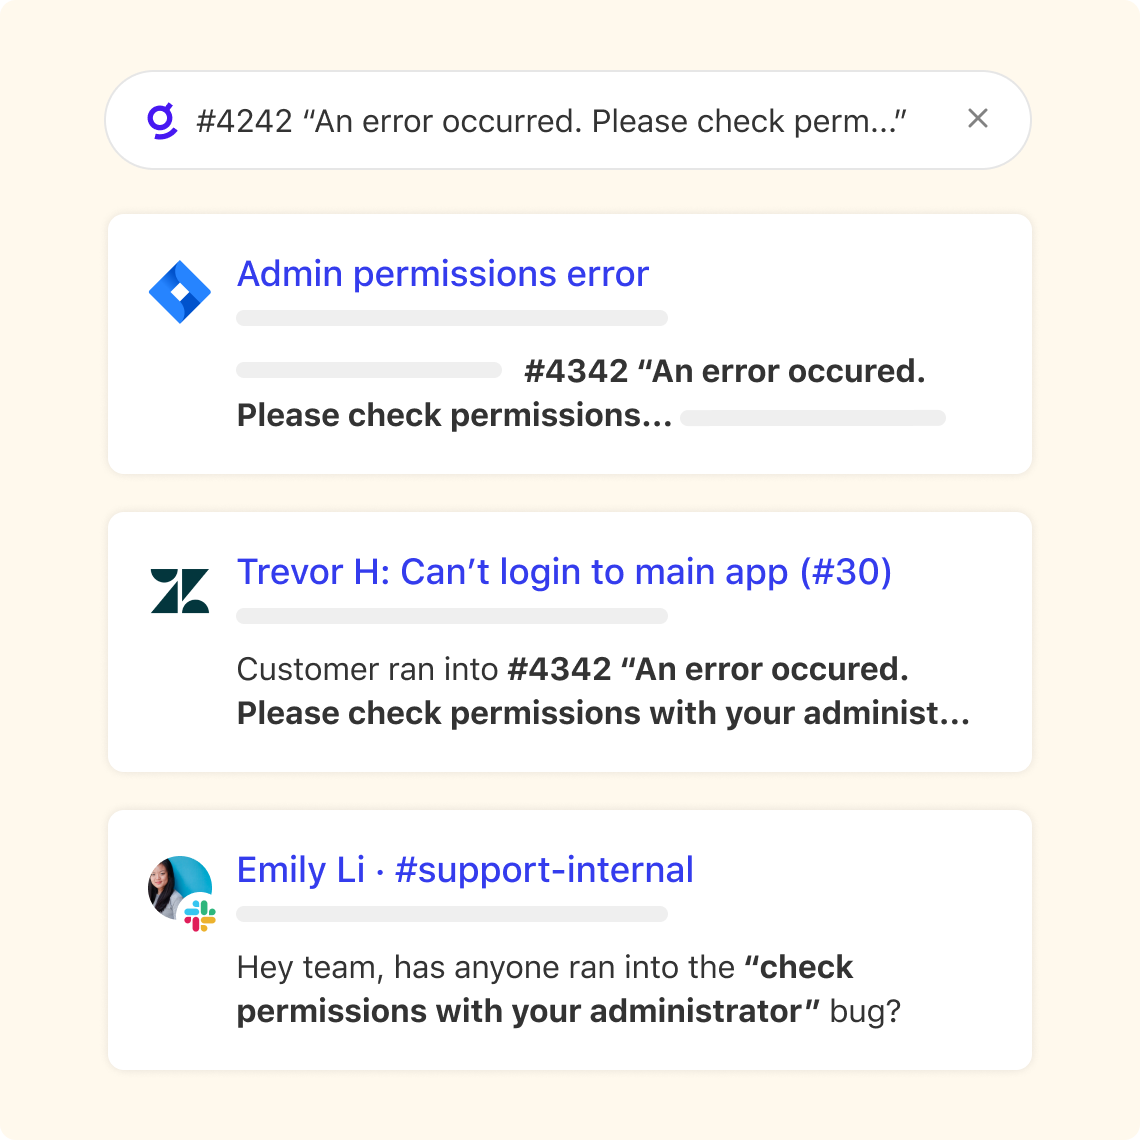 #4242 “An error occurred. Please check perm...”
Admin permissions error
#4342 “An error occured.
Please check permissions...
Trevor H: Can’t login to main app (#30)
Customer ran into #4342 “An error occured.
Please check permissions with your administ...
Emily Li · #support-internal
Hey team, has anyone ran into the “check
permissions with your administrator” bug?